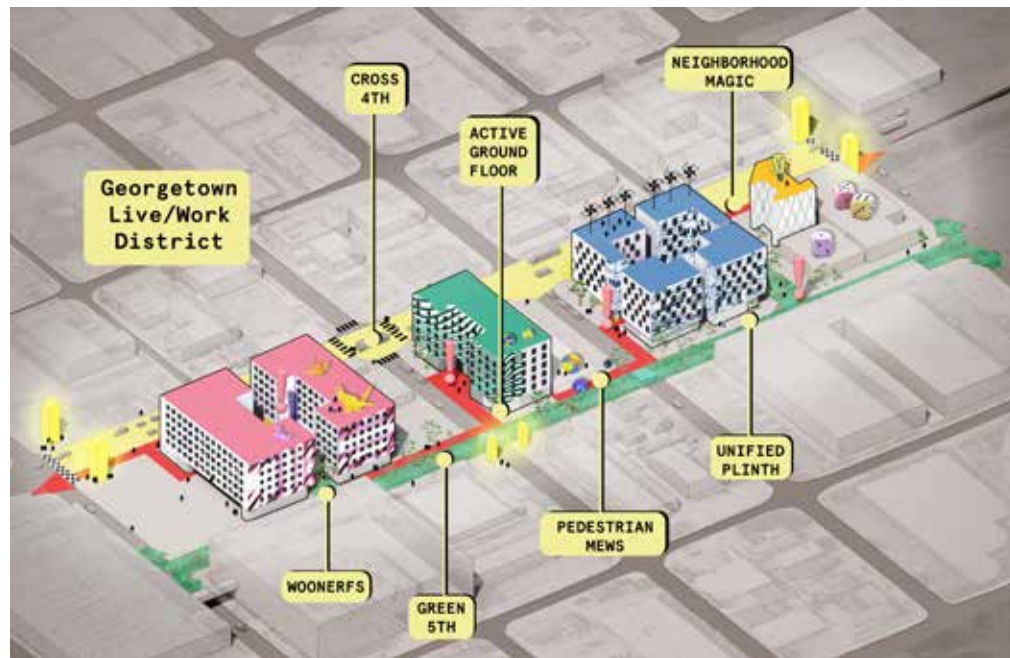 NEIGHBORHOOD
MAGIC
CROSS
4TH
ACTIVE
GROUND
FLOOR
Georgetown
Live/Work
District
UNIFIED
PLINTH
PEDESTRIAN
MEWS
WOONERFS
GREEN
5TH